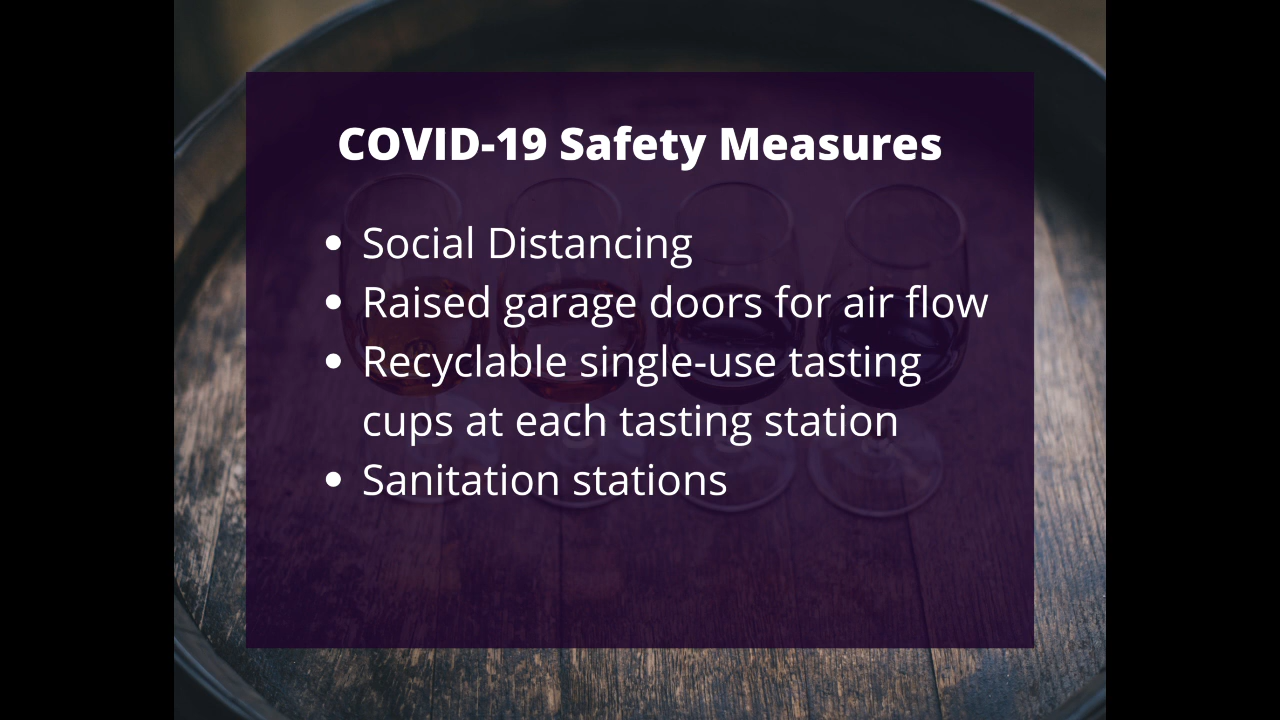 COVID-19 Safety Measures
• Social Distancing
• Raised garage doors for air flow
• Recyclable single-use tasting
cups at each tasting station
• Sanitation stations